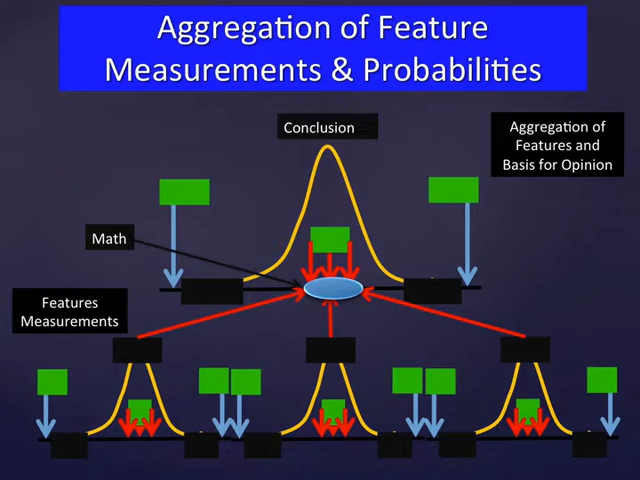 Aggregation of Feature
Measurements & Probabilities
Conclusion
Aggregation of
Features and
Basis for Opinion
Math
Features
Measurements